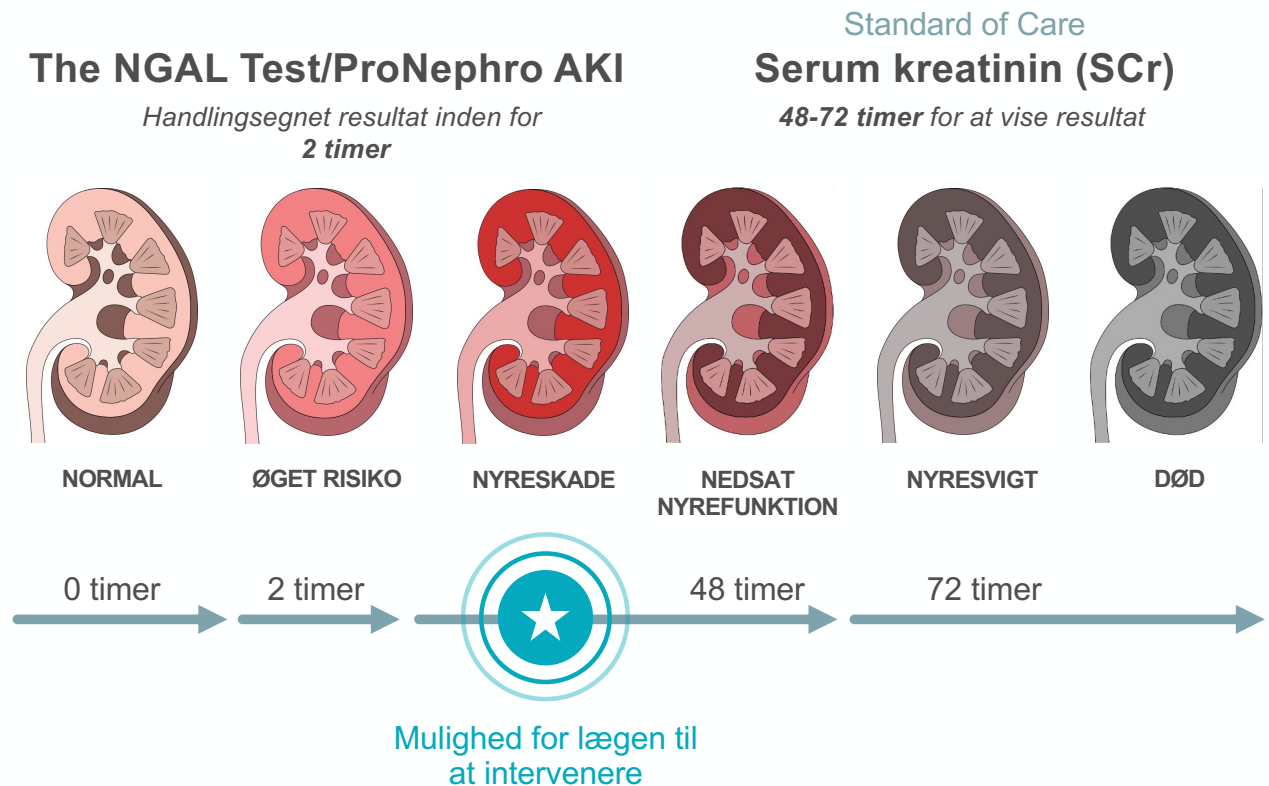 The NGAL Test/ProNephro AKI
Handlingsegnet resultat inden for
2 timer
Standard of Care
Serum kreatinin (SCr)
48-72 timer for at vise resultat
NORMAL
ØGET RISIKO
NYRESKADE
NEDSAT
NYREFUNKTION
NYRESVIGT
DØD
0 timer
2 timer
48 timer
72 timer
Mulighed for lægen til
at intervenere